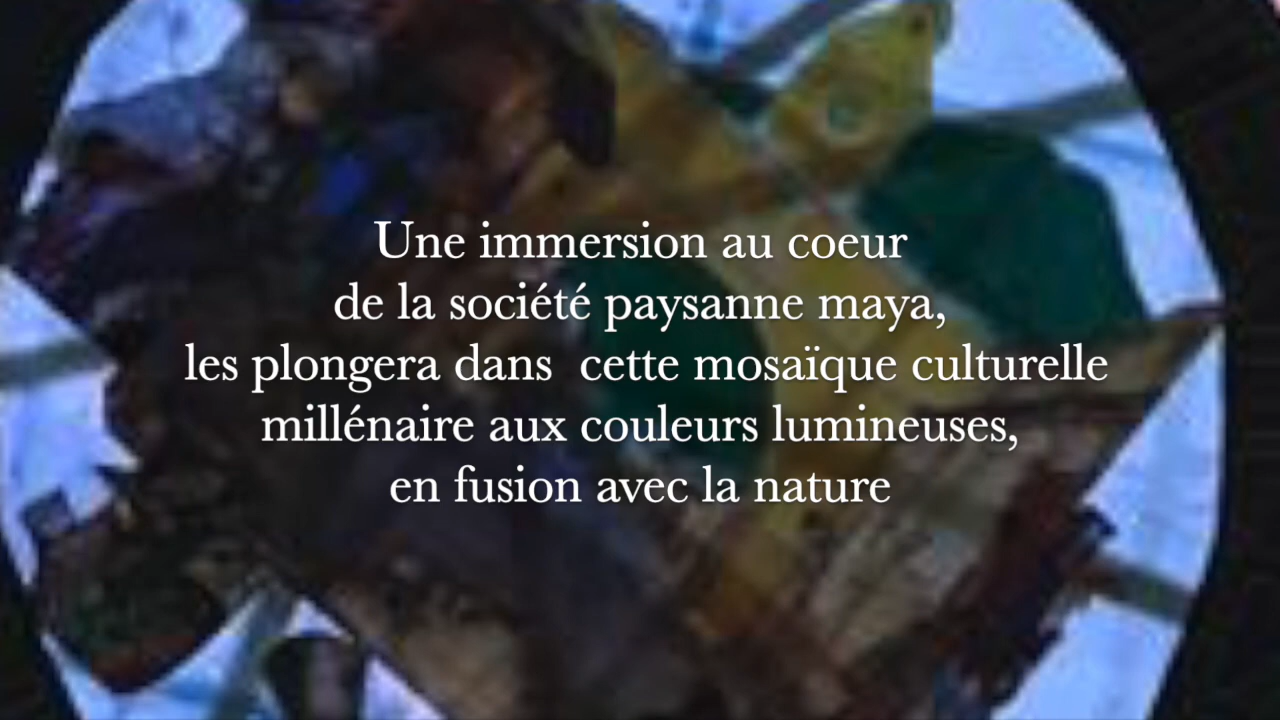 Une immersion au coeur
de la société paysanne maya,
les plongera dans  cette mosaïque culturelle
millénaire aux couleurs lumineuses,
en fusion avec la nature